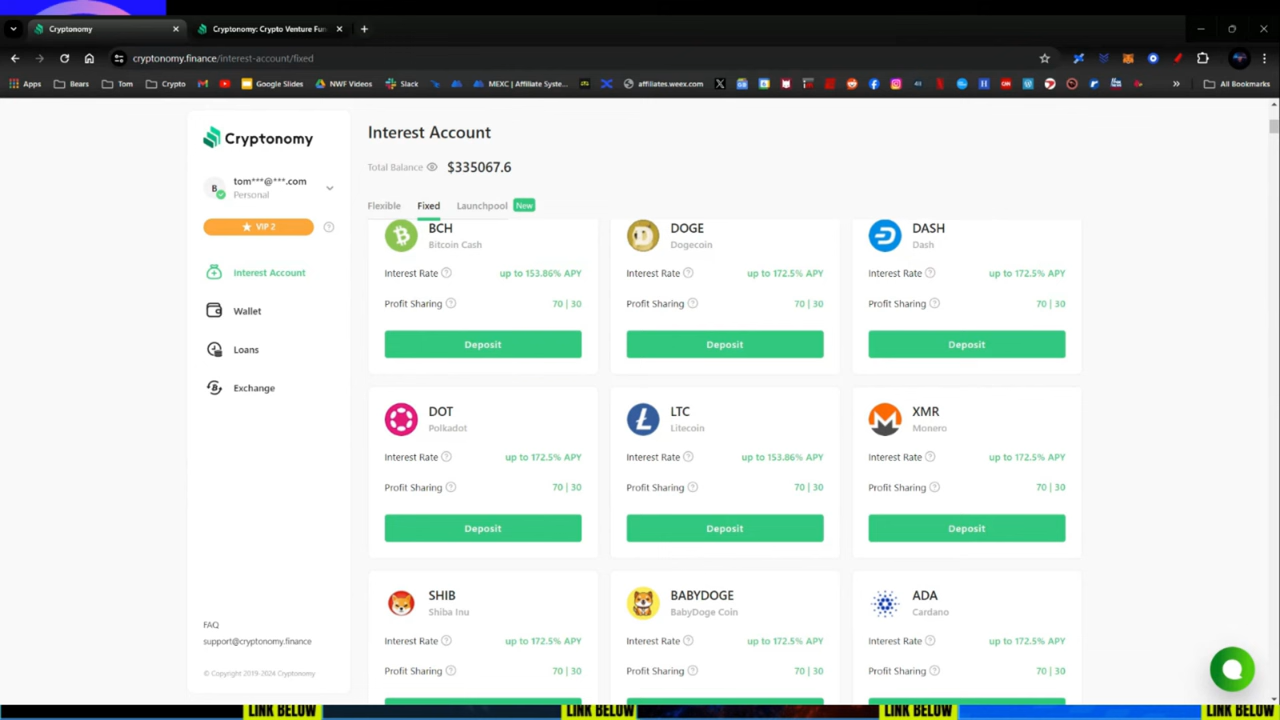 Cryptonomy
Cryptonomy: Crypto Venture Fun
cryptonomy.finance/interest-account/fixed
Apps Bears Tom Crypto Google Slides NWF Videos Slack MEXC | Affiliate Syste... affiliates.weex.com » All Bookmarks
Cryptonomy
B tom***@***.com
Personal
VIP 2
Interest Account
Wallet
Loans
Exchange
FAQ
support@cryptonomy.finance
© Copyright 2019-2024 Cryptonomy
Interest Account
Total Balance $335067.6
Flexible Fixed Launchpool New
BCH
Bitcoin Cash
Interest Rate up to 153.86% APY
Profit Sharing 70 | 30
Deposit
DOGE
Dogecoin
Interest Rate up to 172.5% APY
Profit Sharing 70 | 30
Deposit
DASH
Dash
Interest Rate up to 172.5% APY
Profit Sharing 70 | 30
Deposit
DOT
Polkadot
Interest Rate up to 172.5% APY
Profit Sharing 70 | 30
Deposit
LTC
Litecoin
Interest Rate up to 153.86% APY
Profit Sharing 70 | 30
Deposit
XMR
Monero
Interest Rate up to 172.5% APY
Profit Sharing 70 | 30
Deposit
SHIB
Shiba Inu
Interest Rate up to 172.5% APY
Profit Sharing 70 | 30
BABYDOGE
BabyDoge Coin
Interest Rate up to 172.5% APY
Profit Sharing 70 | 30
ADA
Cardano
Interest Rate up to 172.5% APY
Profit Sharing 70 | 30
LINK BELOW LINK BELOW LINK BELOW LINK BELOW